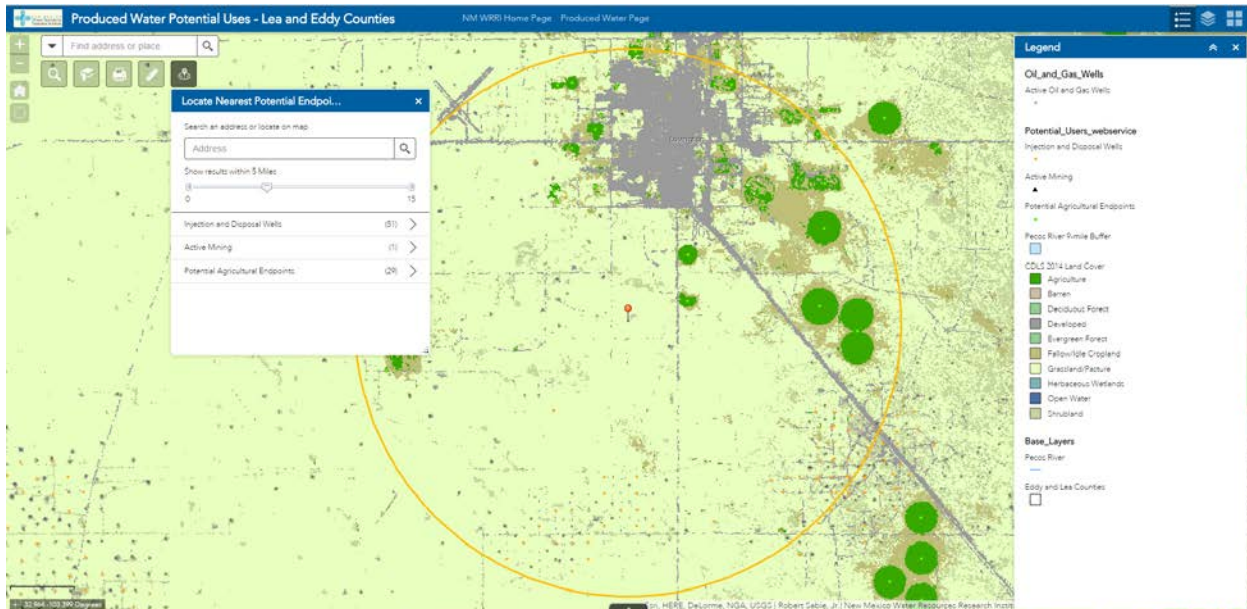 Produced Water Potential Uses - Lea and Eddy Counties
NM WRRI Home Page Produced Water Page
Find address or place
Locate Nearest Potential Endpoi...
Search an address or locate on map
Address
Show results within 5 Miles
0 15
Injection and Disposal Wells (51)
Active Mining (1)
Potential Agricultural Endpoints (29)
Legend
Oil_and_Gas_Wells
Active Oil and Gas Wells
Potential_Users_webservice
Injection and Disposal Wells
Active Mining
Potential Agricultural Endpoints
Pecos River 9-mile Buffer
CDLS 2014 Land Cover
Agriculture
Barren
Deciduous Forest
Developed
Evergreen Forest
Fallow/Idle Cropland
Grassland/Pasture
Herbaceous Wetlands
Open Water
Shrubland
Base_Layers
Pecos River
Eddy and Lea Counties
Esri, HERE, DeLorme, NGA, USGS | Robert Sabie, Jr. | New Mexico Water Resources Research Instit